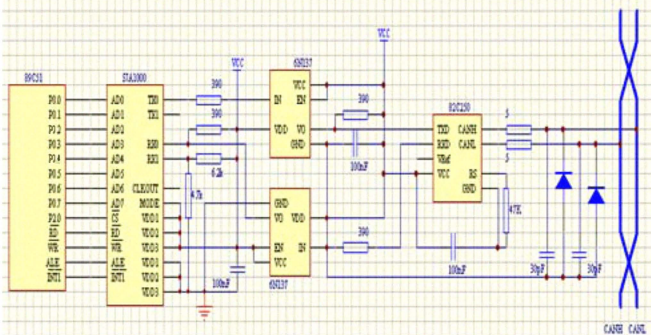 VCC
VCC
89C51
SJA1000
390
6N137
P0.0
AD0
TX0
IN
VCC
EN
390
82C250
P0.1
AD1
TX1
390
5
P0.2
AD2
VDD
VO
TXD
CANH
P0.3
AD3
RX0
GND
RXD
CANL
P0.4
AD4
RX1
6.2k
100nF
VRef
5
P0.5
AD5
VCC
RS
P0.6
AD6
CLKOUT
4.7k
GND
P0.7
AD7
MODE
GND
47K
P2.0
CS
VDD1
VO
VDD
RD
RD
VDD2
390
WR
WR
VDD3
EN
IN
ALE
ALE
VCC
100nF
30pF
30pF
INT1
INT1
100nF
6N137
CANH
CANL